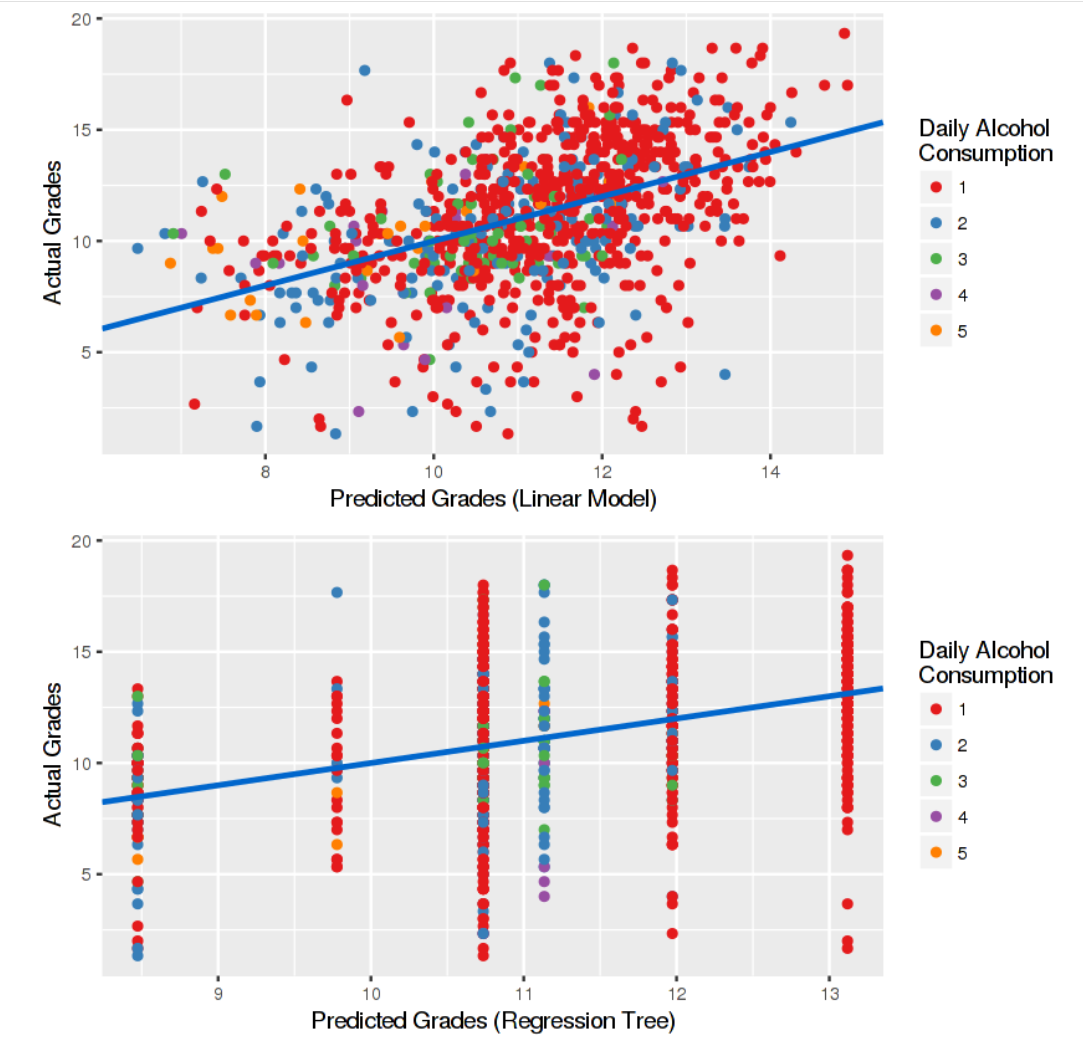 20
15
10
5
Actual Grades
8 10 12 14
Predicted Grades (Linear Model)
Daily Alcohol
Consumption
1
2
3
4
5
20
15
10
5
Actual Grades
9 10 11 12 13
Predicted Grades (Regression Tree)
Daily Alcohol
Consumption
1
2
3
4
5